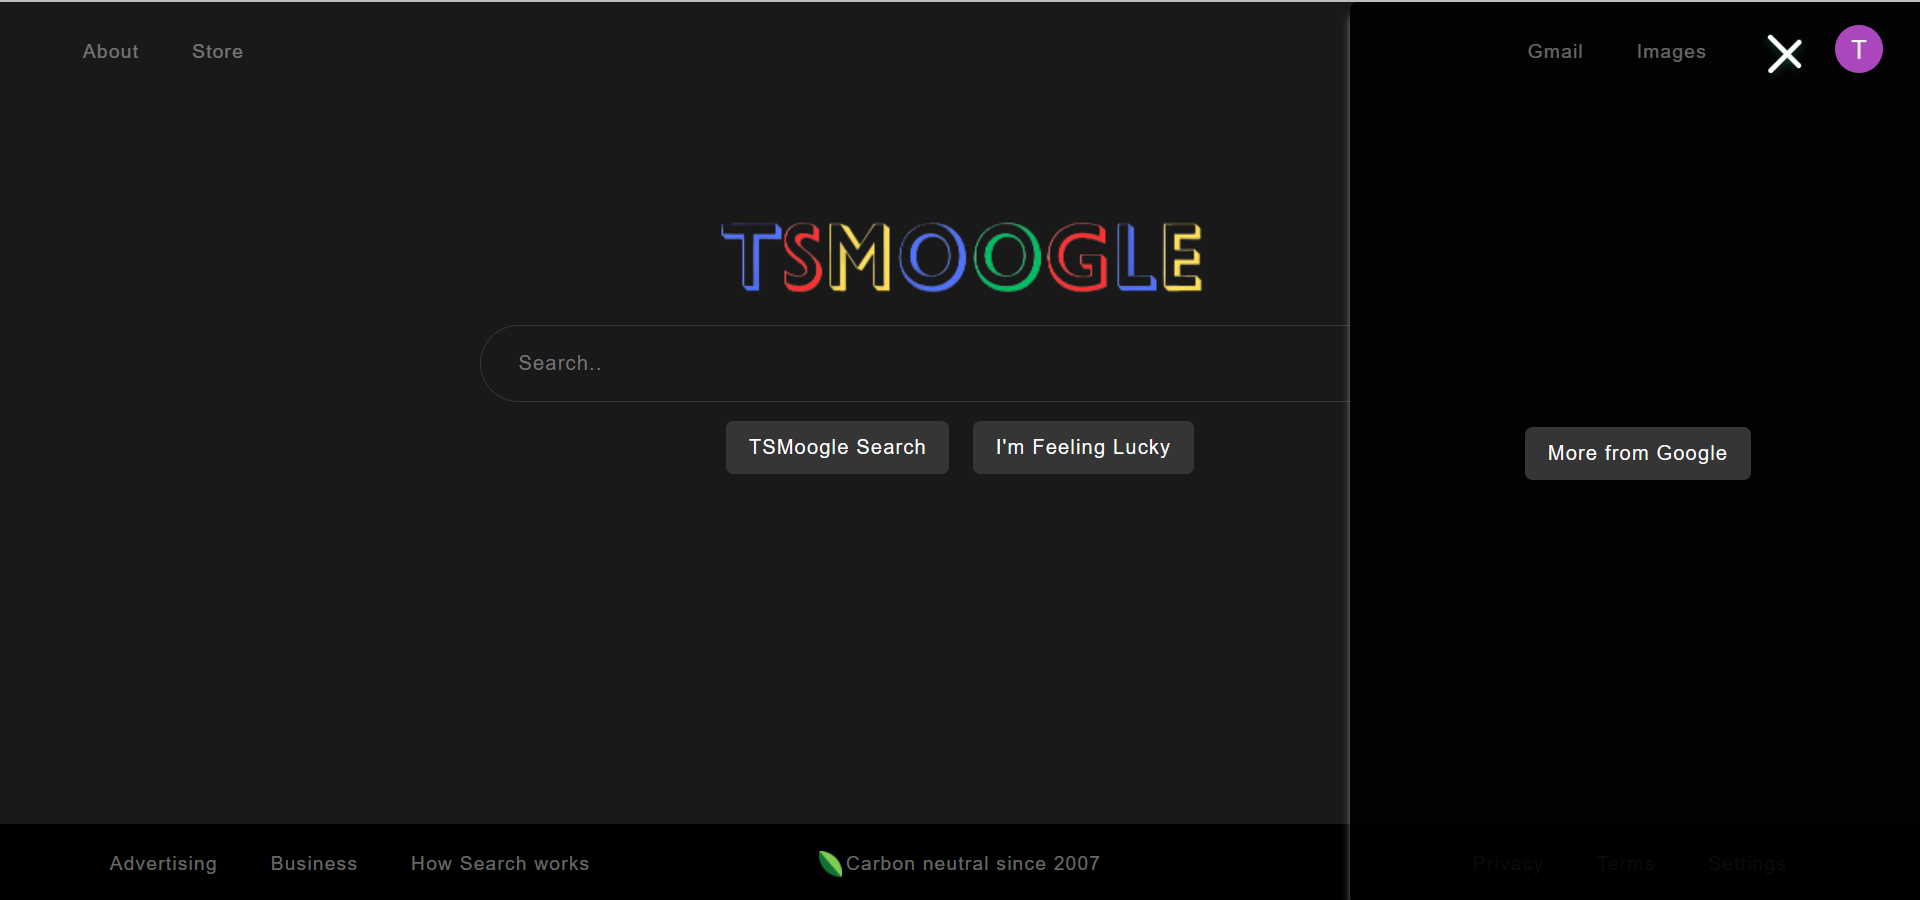 About Store Gmail Images T
TSMOOGLE
Search..
TSMoogle Search I'm Feeling Lucky More from Google
Advertising Business How Search works Carbon neutral since 2007 Privacy Terms Settings